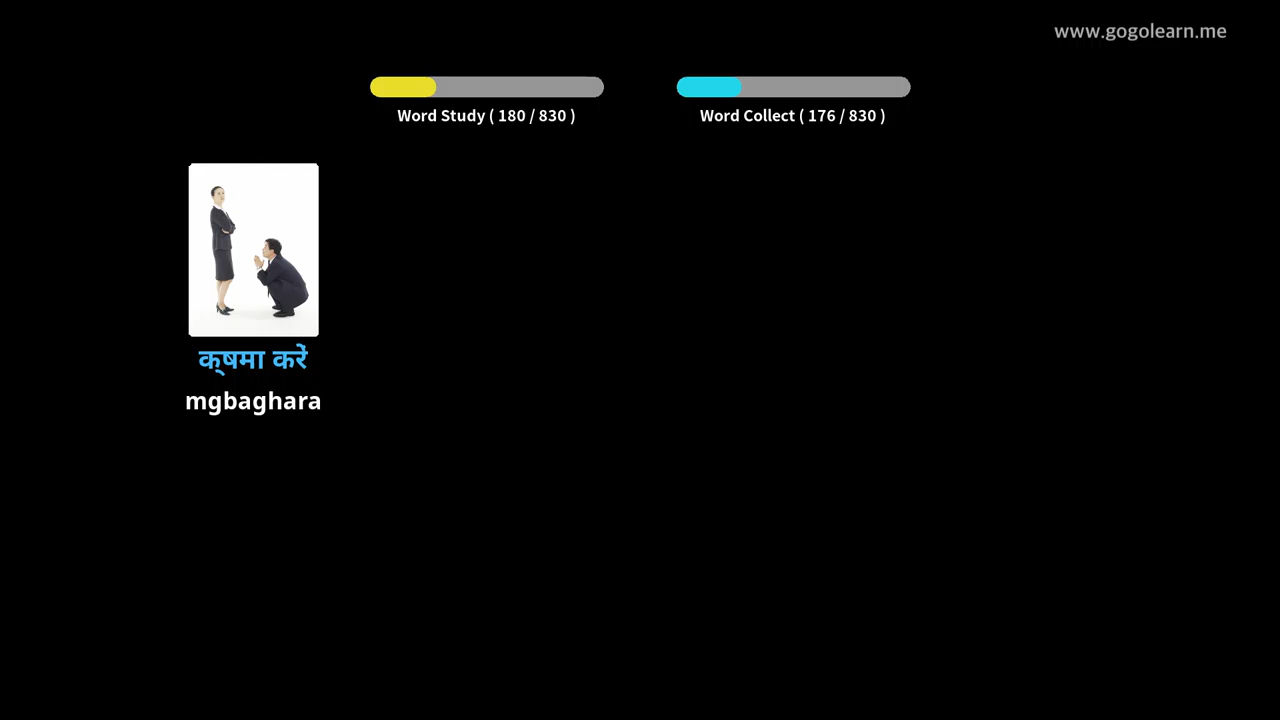 www.gogolearn.me
Word Study ( 180 / 830 )
Word Collect ( 176 / 830 )
क्षमा करें
mgbaghara